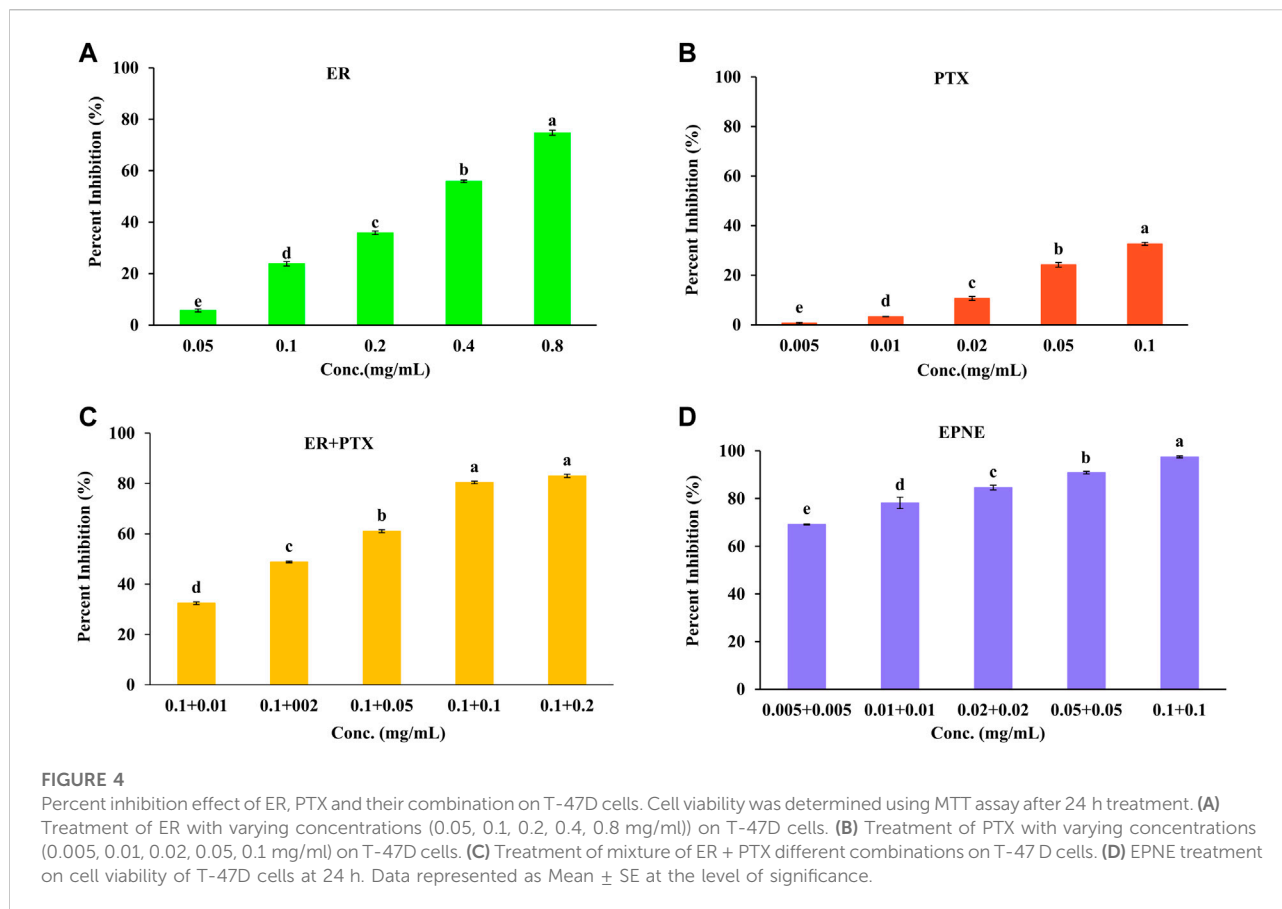 A
ER
Percent Inhibition (%)
100
80
60
40
20
0
e
d
c
b
a
0.05 0.1 0.2 0.4 0.8
Conc.(mg/mL)
B
PTX
Percent Inhibition (%)
100
80
60
40
20
0
e
d
c
b
a
0.005 0.01 0.02 0.05 0.1
Conc.(mg/mL)
C
ER+PTX
Percent Inhibition (%)
100
80
60
40
20
0
d
c
b
a
a
0.1+0.01 0.1+002 0.1+0.05 0.1+0.1 0.1+0.2
Conc. (mg/mL)
D
EPNE
Percent Inhibition (%)
100
80
60
40
20
0
e
d
c
b
a
0.005+0.005 0.01+0.01 0.02+0.02 0.05+0.05 0.1+0.1
Conc. (mg/mL)
FIGURE 4
Percent inhibition effect of ER, PTX and their combination on T-47D cells. Cell viability was determined using MTT assay after 24 h treatment. (A)
Treatment of ER with varying concentrations (0.05, 0.1, 0.2, 0.4, 0.8 mg/ml)) on T-47D cells. (B) Treatment of PTX with varying concentrations
(0.005, 0.01, 0.02, 0.05, 0.1 mg/ml) on T-47D cells. (C) Treatment of mixture of ER + PTX different combinations on T-47 D cells. (D) EPNE treatment
on cell viability of T-47D cells at 24 h. Data represented as Mean ± SE at the level of significance.